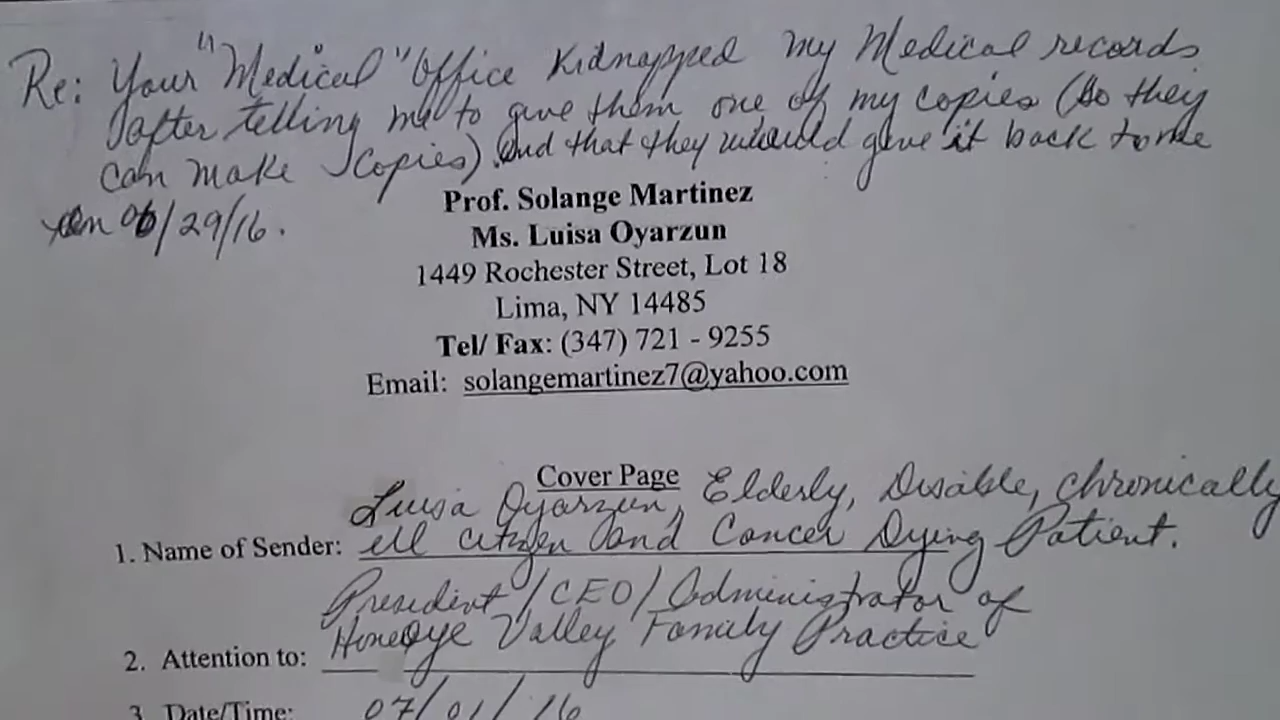 Re: Your "Medical" Office Kidnapped my Medical records
after telling me to give them one of my copies (so they
can make copies) and that they would give it back to me
on 06/29/16.
Prof. Solange Martinez
Ms. Luisa Oyarzun
1449 Rochester Street, Lot 18
Lima, NY 14485
Tel/ Fax: (347) 721 - 9255
Email: solangemartinez7@yahoo.com
Cover Page
Luisa Oyarzun, Elderly, Disable, chronically
1. Name of Sender: ill citizen and Cancer Dying Patient.
President/CEO/Administrator of
2. Attention to: Honeoye Valley Family Practice
3. Date/Time: 07/01/16